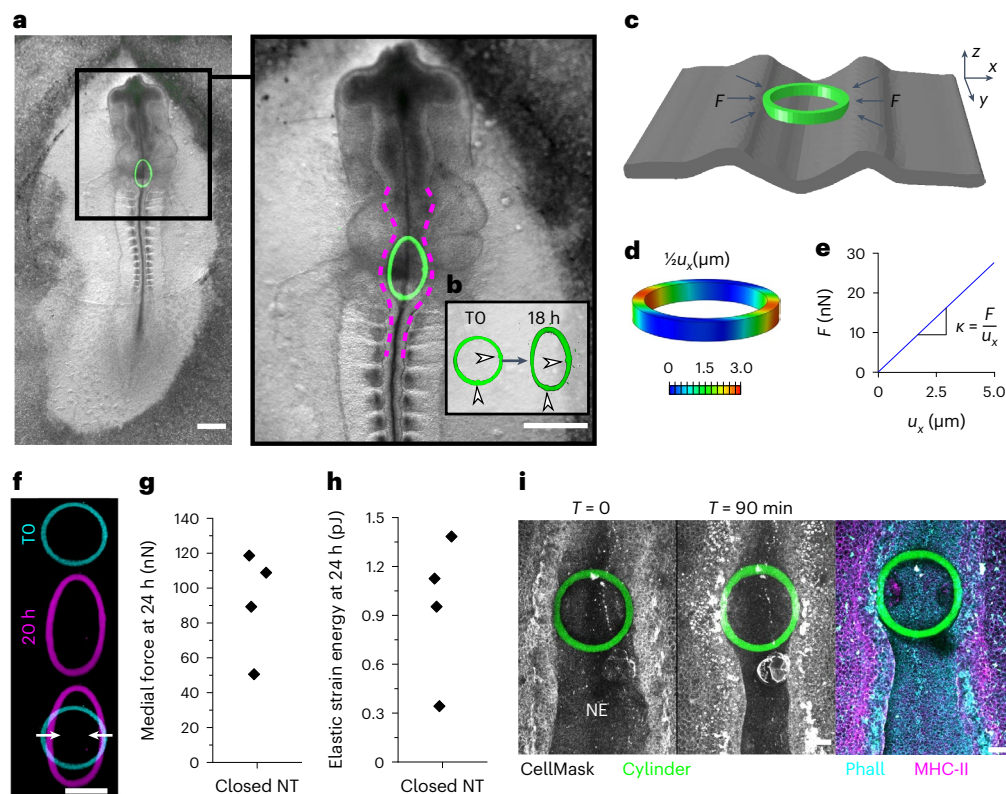 a
b
T0
18 h
c
F
F
z
x
y
d
½uₓ(μm)
0 1.5 3.0
e
F (nN)
30
20
10
0
κ = F/uₓ
0 2.5 5.0
uₓ (μm)
f
T0
20 h
g
Medial force at 24 h (nN)
140
120
100
80
60
40
20
0
Closed NT
h
Elastic strain energy at 24 h (pJ)
1.5
1.2
0.9
0.6
0.3
0
Closed NT
i
T = 0
T = 90 min
NE
CellMask
Cylinder
Phall
MHC-II